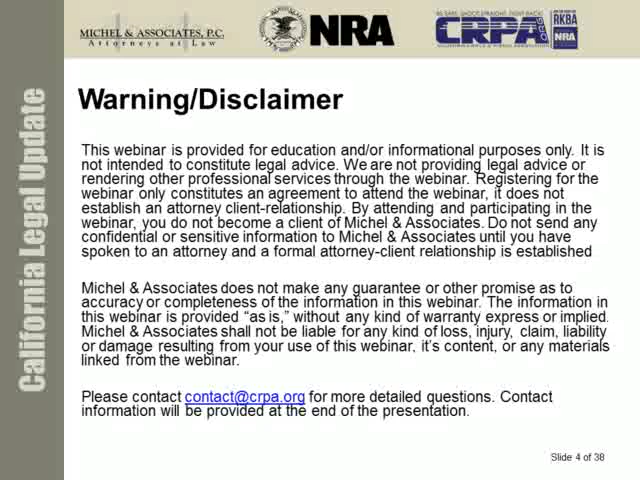 MICHEL & ASSOCIATES, P.C.
Attorneys at Law
NRA
CRPA
.ORG
RKBA
NRA
California Legal Update
Warning/Disclaimer
This webinar is provided for education and/or informational purposes only. It is
not intended to constitute legal advice. We are not providing legal advice or
rendering other professional services through the webinar. Registering for the
webinar only constitutes an agreement to attend the webinar, it does not
establish an attorney client-relationship. By attending and participating in the
webinar, you do not become a client of Michel & Associates. Do not send any
confidential or sensitive information to Michel & Associates until you have
spoken to an attorney and a formal attorney-client relationship is established
Michel & Associates does not make any guarantee or other promise as to
accuracy or completeness of the information in this webinar. The information in
this webinar is provided “as is,” without any kind of warranty express or implied.
Michel & Associates shall not be liable for any kind of loss, injury, claim, liability
or damage resulting from your use of this webinar, it’s content, or any materials
linked from the webinar.
Please contact contact@crpa.org for more detailed questions. Contact
information will be provided at the end of the presentation.
Slide 4 of 38